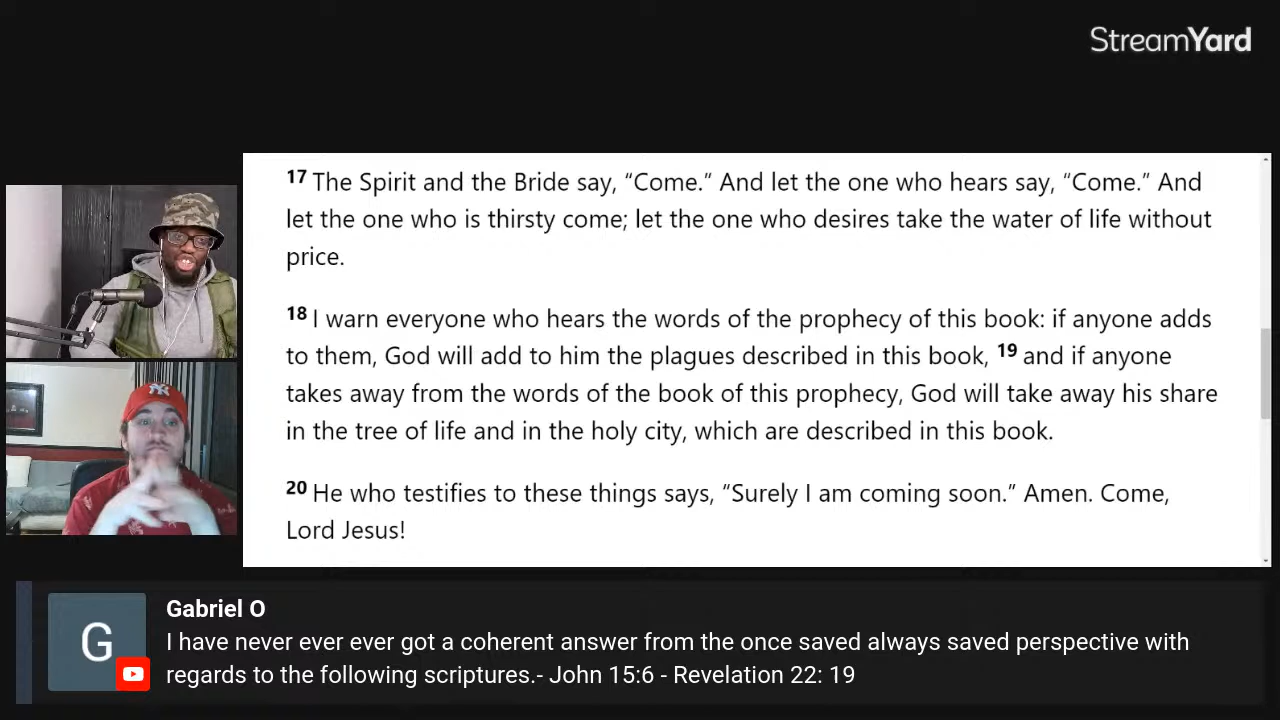 StreamYard
17 The Spirit and the Bride say, “Come.” And let the one who hears say, “Come.” And
let the one who is thirsty come; let the one who desires take the water of life without
price.
18 I warn everyone who hears the words of the prophecy of this book: if anyone adds
to them, God will add to him the plagues described in this book, 19 and if anyone
takes away from the words of the book of this prophecy, God will take away his share
in the tree of life and in the holy city, which are described in this book.
20 He who testifies to these things says, “Surely I am coming soon.” Amen. Come,
Lord Jesus!
G
Gabriel O
I have never ever ever got a coherent answer from the once saved always saved perspective with
regards to the following scriptures.- John 15:6 - Revelation 22: 19